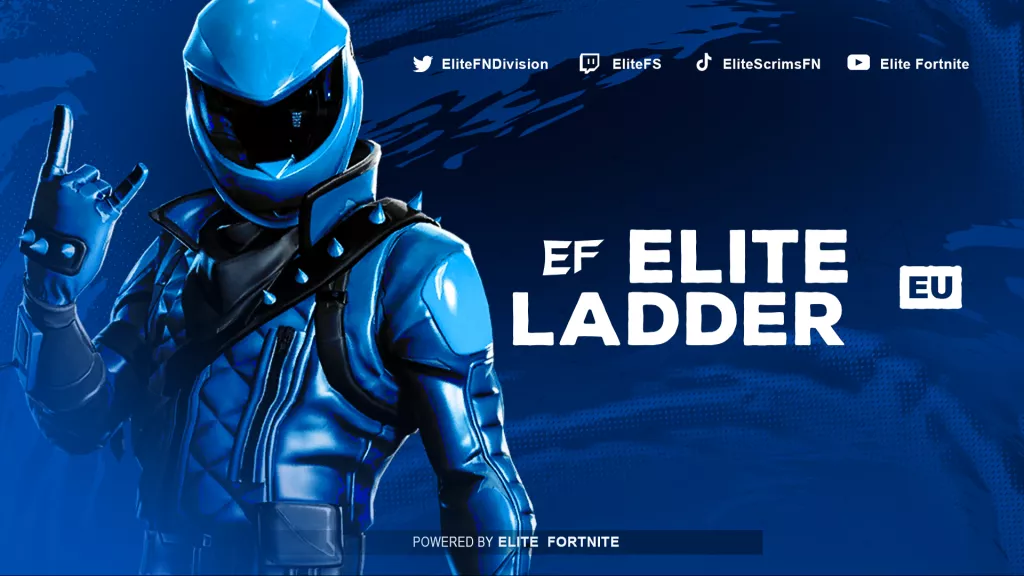 EliteFNDivision EliteFS EliteScrimsFN Elite Fortnite
EF ELITE
LADDER
EU
POWERED BY ELITE FORTNITE